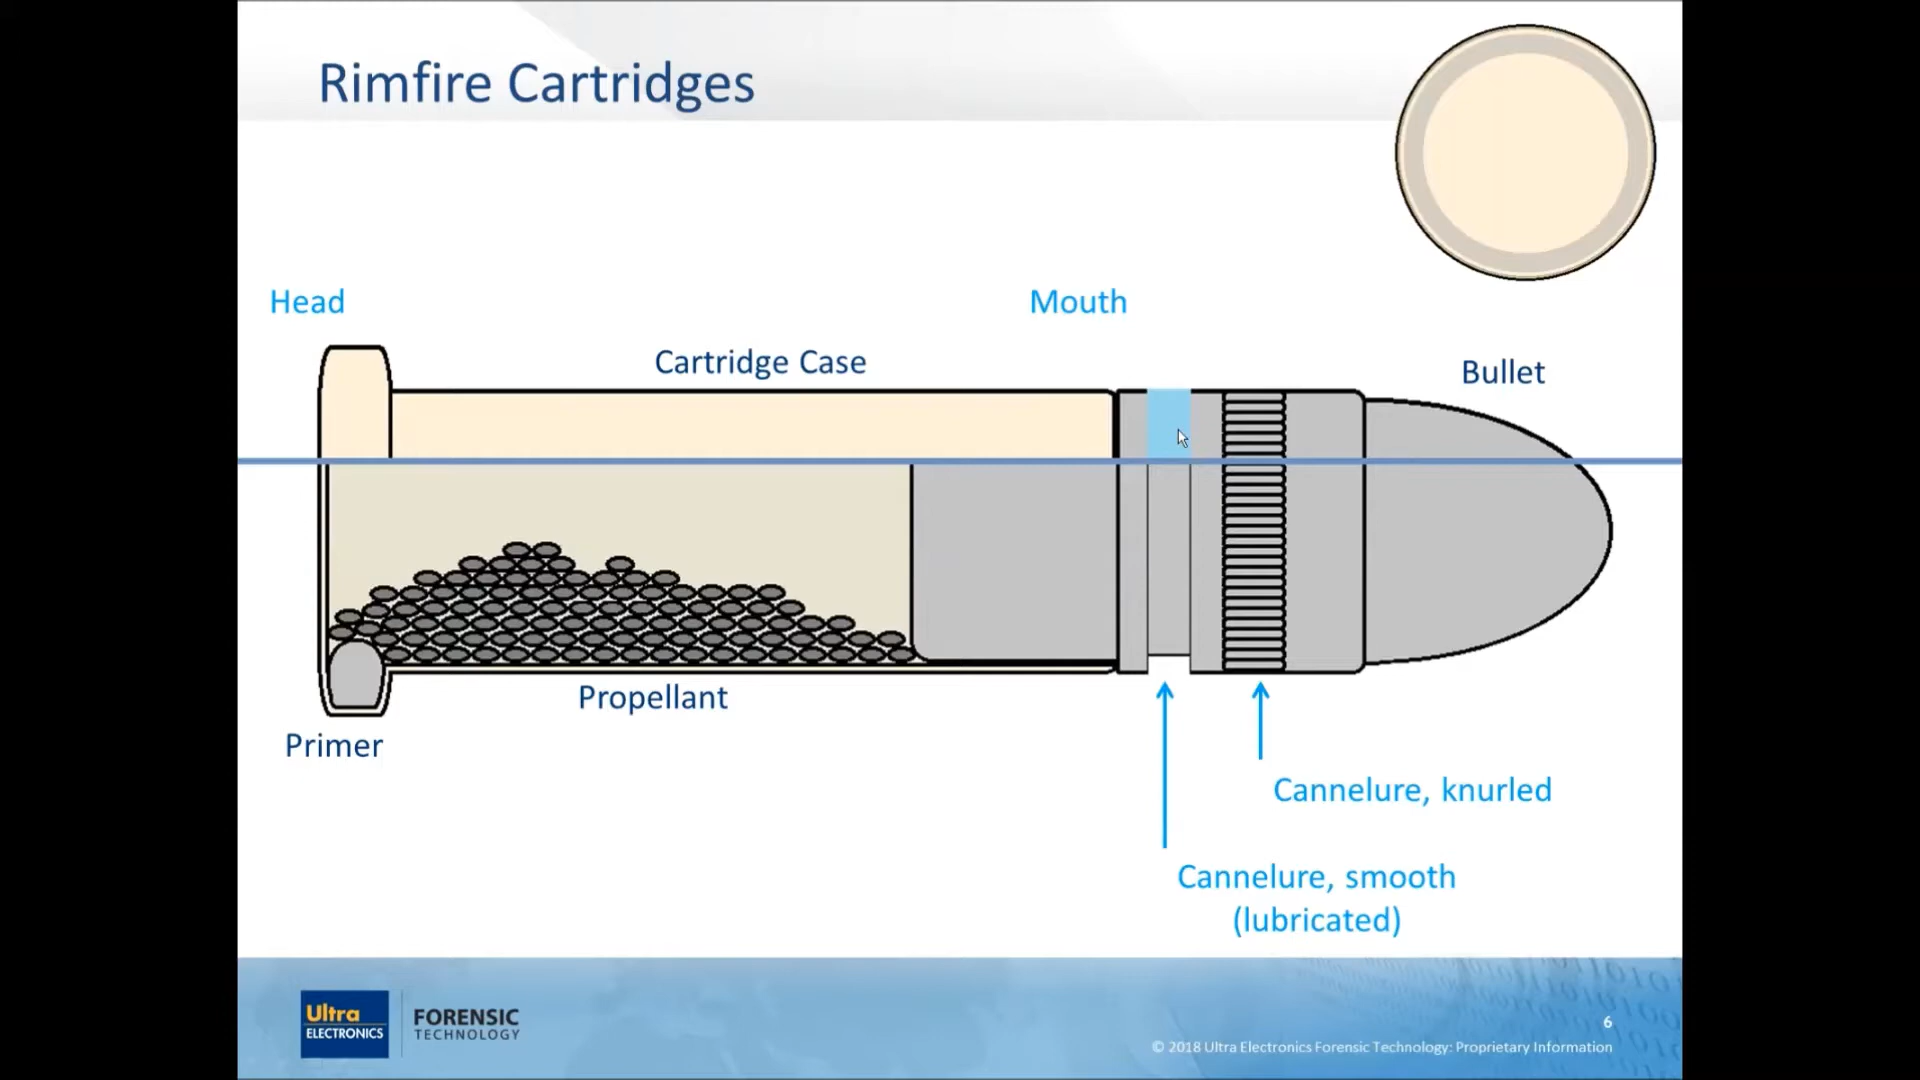 Rimfire Cartridges
Head
Mouth
Cartridge Case
Bullet
Propellant
Primer
Cannelure, knurled
Cannelure, smooth
(lubricated)
Ultra
ELECTRONICS
FORENSIC
TECHNOLOGY
6
© 2018 Ultra Electronics Forensic Technology: Proprietary Information